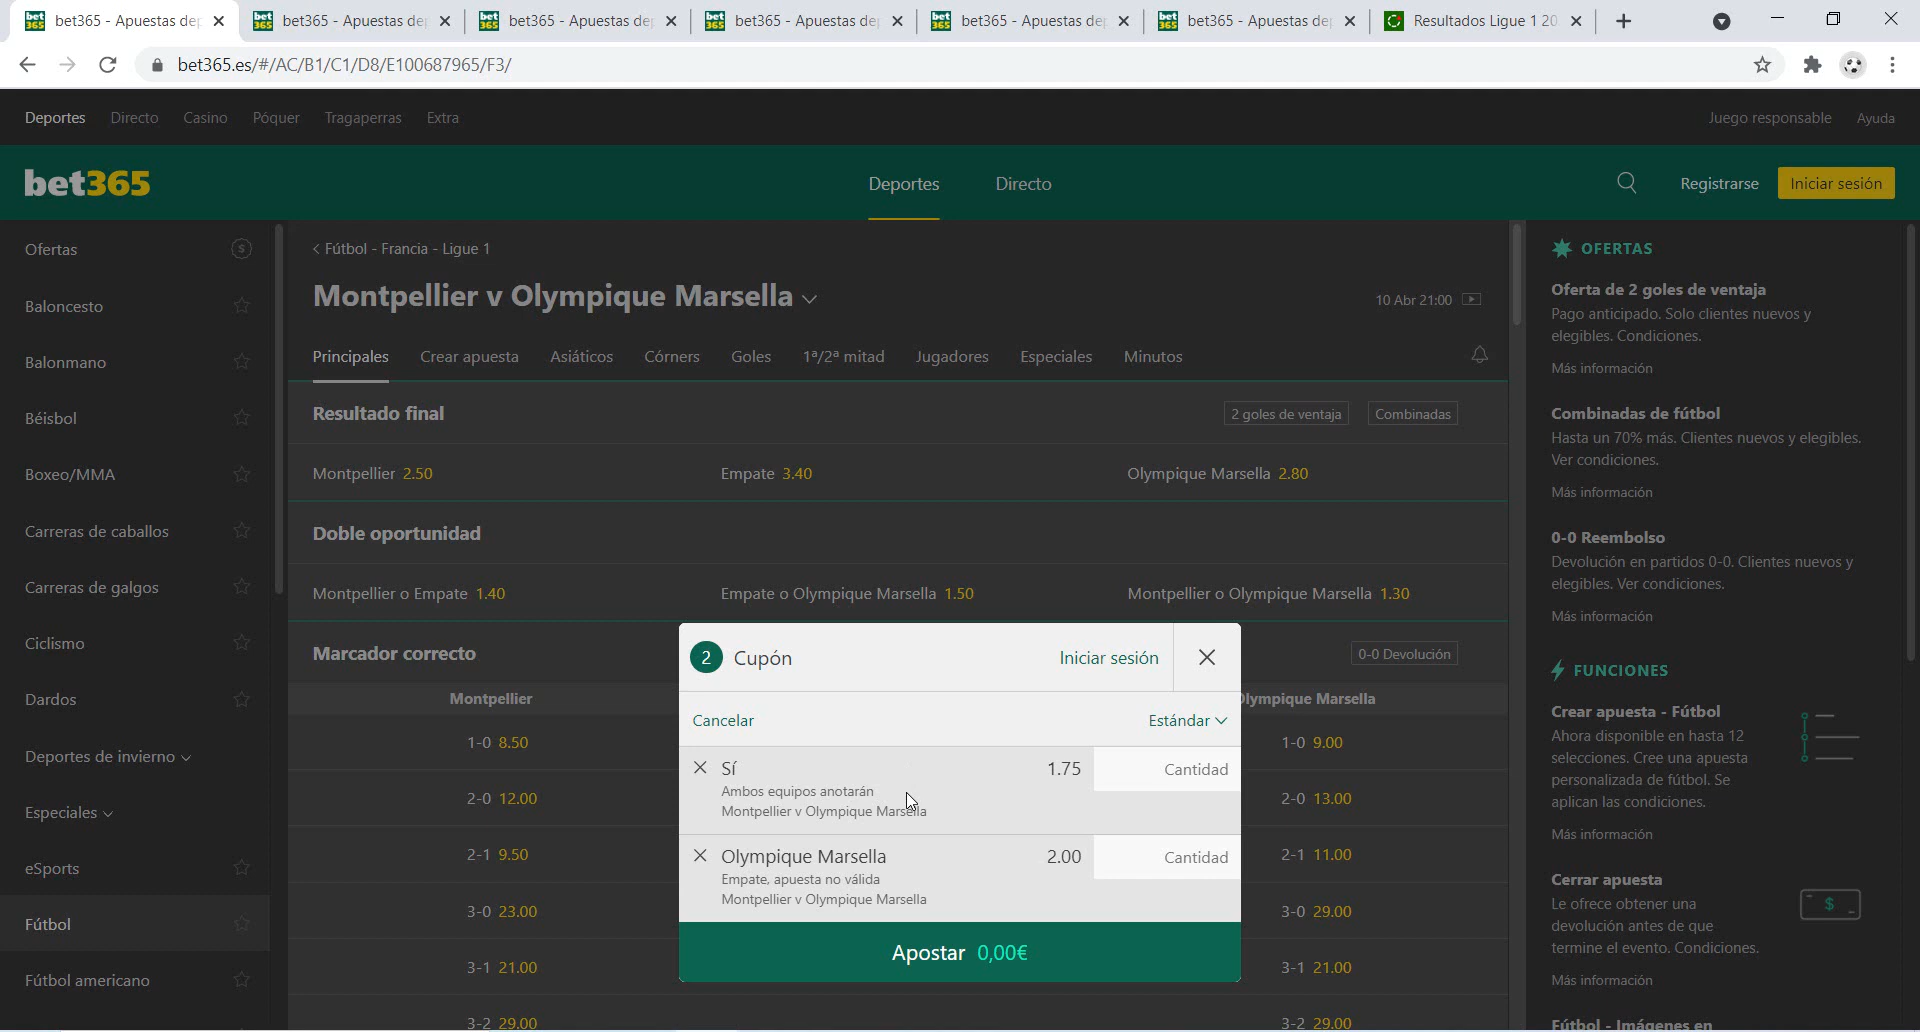 bet365 - Apuestas de
bet365 - Apuestas de
bet365 - Apuestas de
bet365 - Apuestas de
bet365 - Apuestas de
bet365 - Apuestas de
Resultados Ligue 1 20
bet365.es/#/AC/B1/C1/D8/E100687965/F3/
Deportes Directo Casino Póquer Tragaperras Extra
Juego responsable Ayuda
bet365
Deportes Directo
Registrarse Iniciar sesión
Ofertas
Baloncesto
Balonmano
Béisbol
Boxeo/MMA
Carreras de caballos
Carreras de galgos
Ciclismo
Dardos
Deportes de invierno
Especiales
eSports
Fútbol
Fútbol americano
< Fútbol - Francia - Ligue 1
Montpellier v Olympique Marsella
10 Abr 21:00
Principales Crear apuesta Asiáticos Córners Goles 1ª/2ª mitad Jugadores Especiales Minutos
Resultado final
2 goles de ventaja Combinadas
Montpellier 2.50 Empate 3.40 Olympique Marsella 2.80
Doble oportunidad
Montpellier o Empate 1.40 Empate o Olympique Marsella 1.50 Montpellier o Olympique Marsella 1.30
Marcador correcto
0-0 Devolución
Montpellier
lympique Marsella
1-0 8.50
1-0 9.00
2-0 12.00
2-0 13.00
2-1 9.50
2-1 11.00
3-0 23.00
3-0 29.00
3-1 21.00
3-1 21.00
3-2 29.00
3-2 29.00
2 Cupón Iniciar sesión
Cancelar Estándar
Sí 1.75 Cantidad
Ambos equipos anotarán
Montpellier v Olympique Marsella
Olympique Marsella 2.00 Cantidad
Empate, apuesta no válida
Montpellier v Olympique Marsella
Apostar 0,00€
OFERTAS
Oferta de 2 goles de ventaja
Pago anticipado. Solo clientes nuevos y
elegibles. Condiciones.
Más información
Combinadas de fútbol
Hasta un 70% más. Clientes nuevos y elegibles.
Ver condiciones.
Más información
0-0 Reembolso
Devolución en partidos 0-0. Clientes nuevos y
elegibles. Ver condiciones.
Más información
FUNCIONES
Crear apuesta - Fútbol
Ahora disponible en hasta 12
selecciones. Cree una apuesta
personalizada de fútbol. Se
aplican las condiciones.
Más información
Cerrar apuesta
Le ofrece obtener una
devolución antes de que
termine el evento. Condiciones.
Más información
Fútbol - Imágenes en